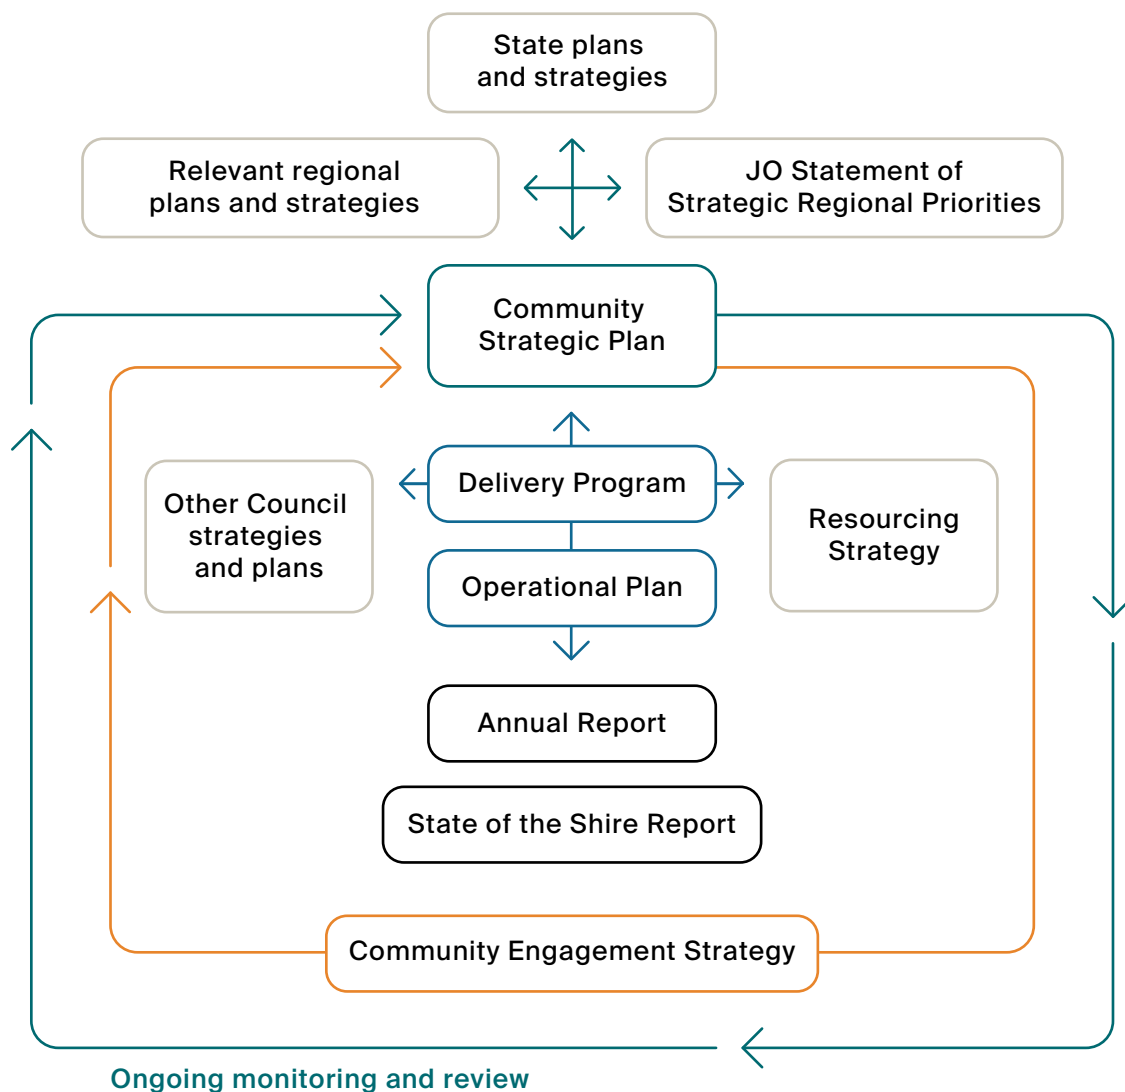 State plans
and strategies
Relevant regional
plans and strategies
JO Statement of
Strategic Regional Priorities
Community
Strategic Plan
Delivery Program
Other Council
strategies
and plans
Resourcing
Strategy
Operational Plan
Annual Report
State of the Shire Report
Community Engagement Strategy
Ongoing monitoring and review